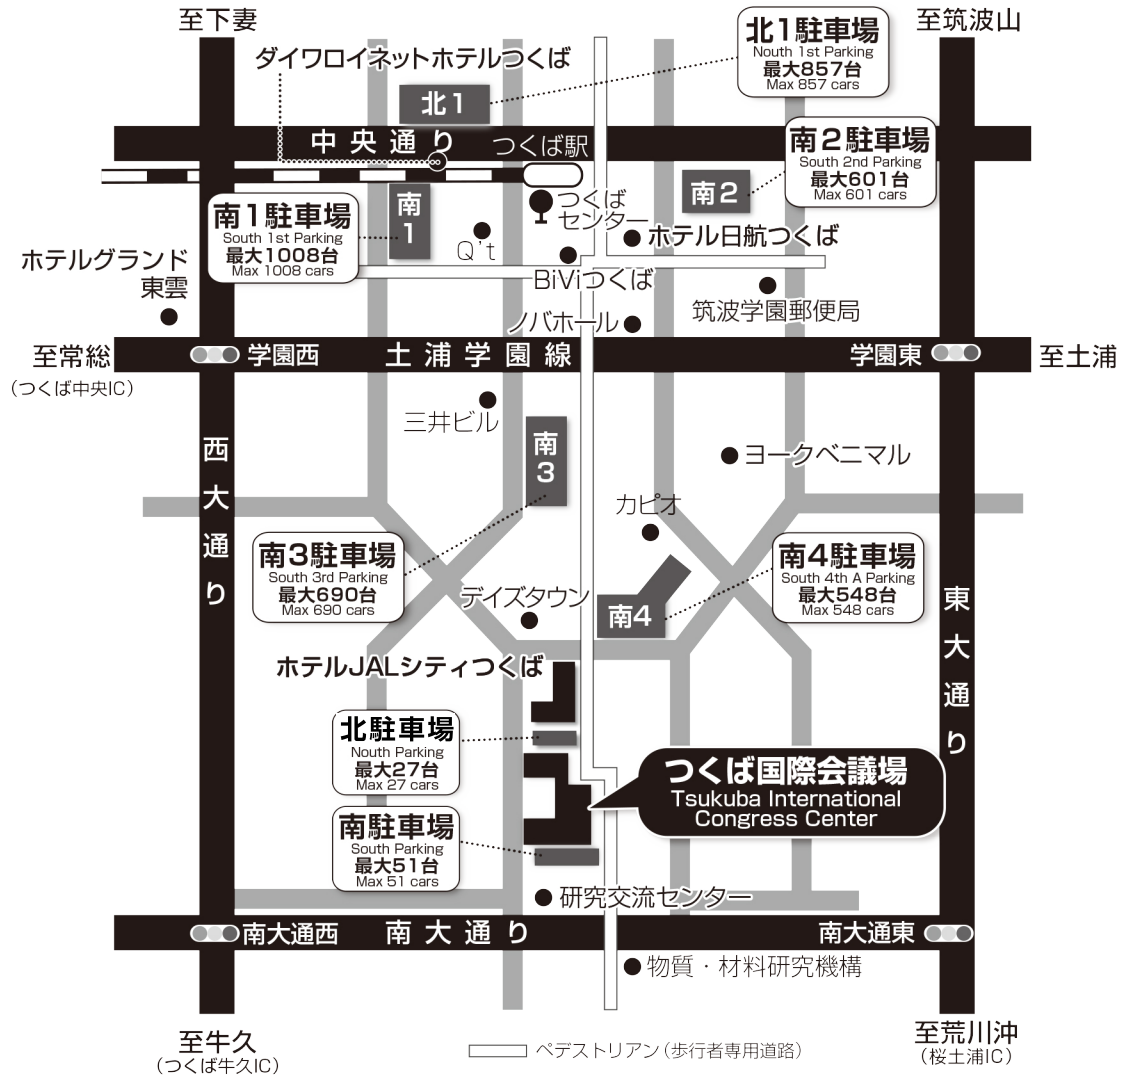 至下妻
至筑波山
ダイワロイネットホテルつくば
北1駐車場
Nouth 1st Parking
最大857台
Max 857 cars
北1
中央通り
つくば駅
南2駐車場
South 2nd Parking
最大601台
Max 601 cars
南2
南1駐車場
South 1st Parking
最大1008台
Max 1008 cars
南
1
つくば
センター
Q't
ホテル日航つくば
ホテルグランド
東雲
BiViつくば
筑波学園郵便局
ノバホール
至常総
(つくば中央IC)
学園西
土浦学園線
学園東
至土浦
三井ビル
南
3
ヨークベニマル
西大通り
カピオ
南3駐車場
South 3rd Parking
最大690台
Max 690 cars
南4駐車場
South 4th A Parking
最大548台
Max 548 cars
デイズタウン
南4
東大通り
ホテルJALシティつくば
北駐車場
Nouth Parking
最大27台
Max 27 cars
つくば国際会議場
Tsukuba International
Congress Center
南駐車場
South Parking
最大51台
Max 51 cars
研究交流センター
南大通西
南大通り
南大通東
物質・材料研究機構
至牛久
(つくば牛久IC)
至荒川沖
(桜土浦IC)
ペデストリアン(歩行者専用道路)